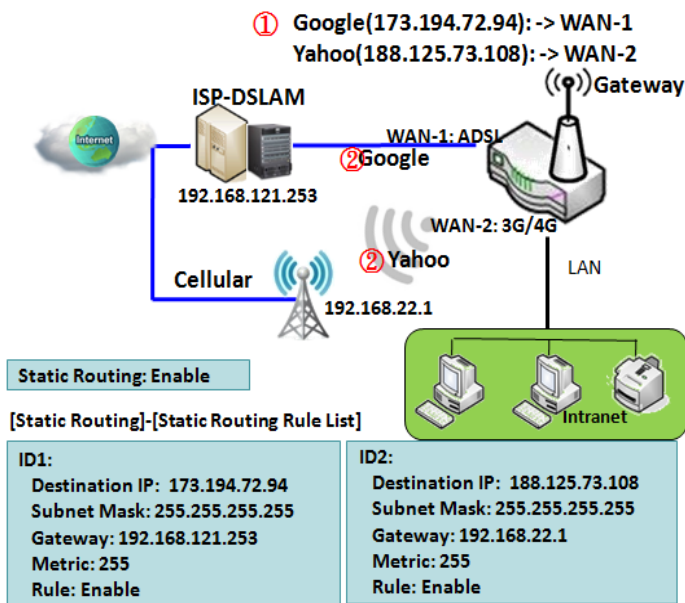 ① Google(173.194.72.94): -> WAN-1
Yahoo(188.125.73.108): -> WAN-2
Gateway
ISP-DSLAM
Internet
WAN-1: ADSL
② Google
192.168.121.253
WAN-2: 3G/4G
② Yahoo
LAN
Cellular
192.168.22.1
Static Routing: Enable
Intranet
[Static Routing]-[Static Routing Rule List]
ID1:
Destination IP: 173.194.72.94
Subnet Mask: 255.255.255.255
Gateway: 192.168.121.253
Metric: 255
Rule: Enable
ID2:
Destination IP: 188.125.73.108
Subnet Mask: 255.255.255.255
Gateway: 192.168.22.1
Metric: 255
Rule: Enable